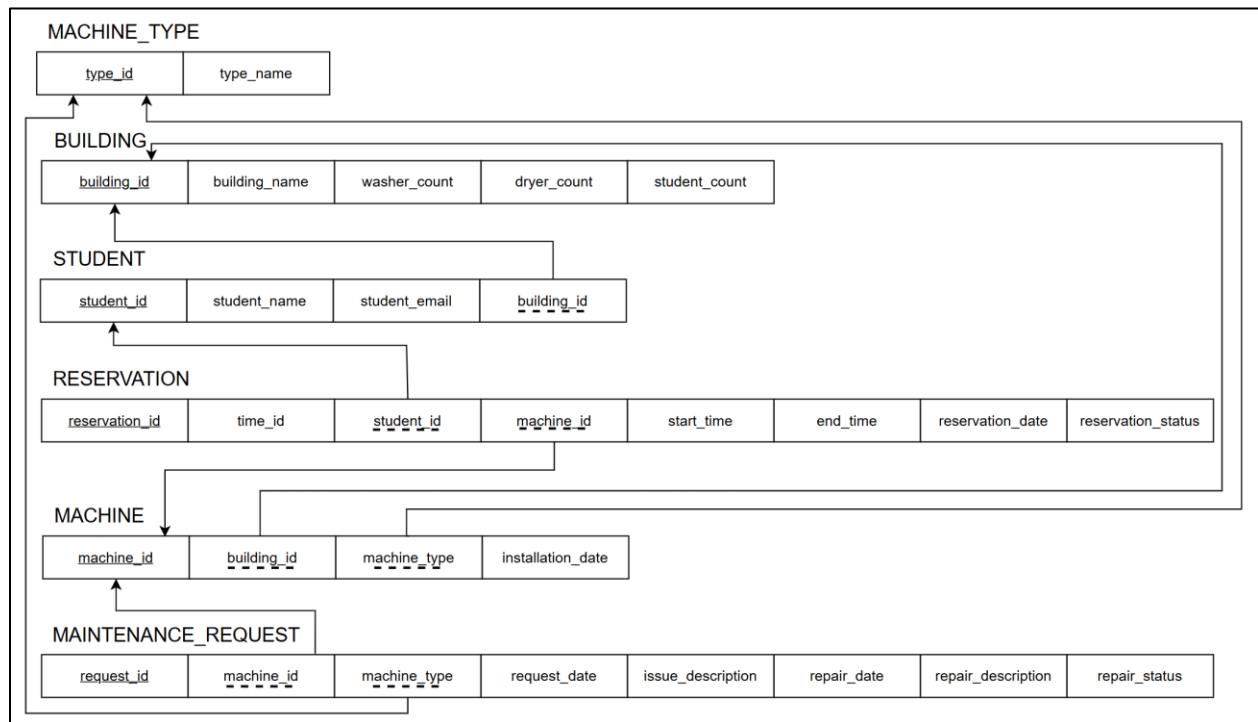 MACHINE_TYPE
type_id type_name
BUILDING
building_id building_name washer_count dryer_count student_count
STUDENT
student_id student_name student_email building_id
RESERVATION
reservation_id time_id student_id machine_id start_time end_time reservation_date reservation_status
MACHINE
machine_id building_id machine_type installation_date
MAINTENANCE_REQUEST
request_id machine_id machine_type request_date issue_description repair_date repair_description repair_status